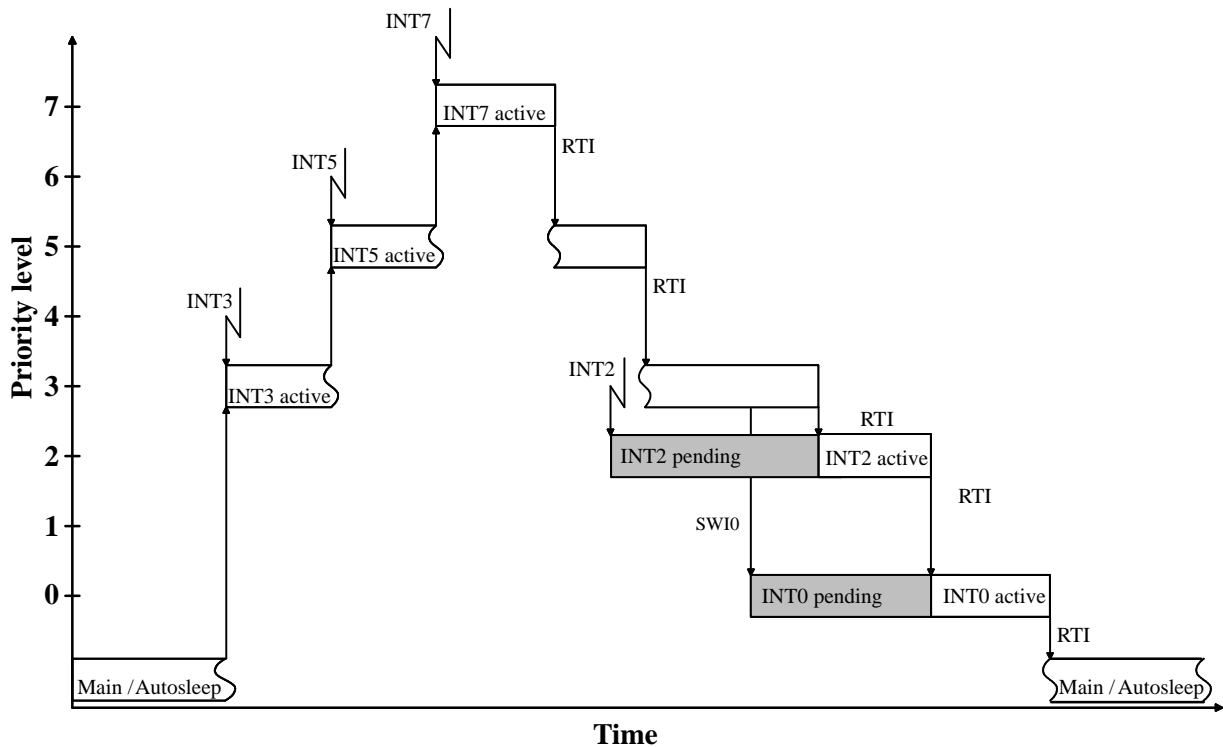 INT7
7
INT7 active
RTI
INT5
6
5
INT5 active
RTI
INT3
4
3
INT3 active
INT2
RTI
2
INT2 pending
INT2 active
RTI
1
SWI0
0
INT0 pending
INT0 active
RTI
Main / Autosleep
Main / Autosleep
Priority level
Time